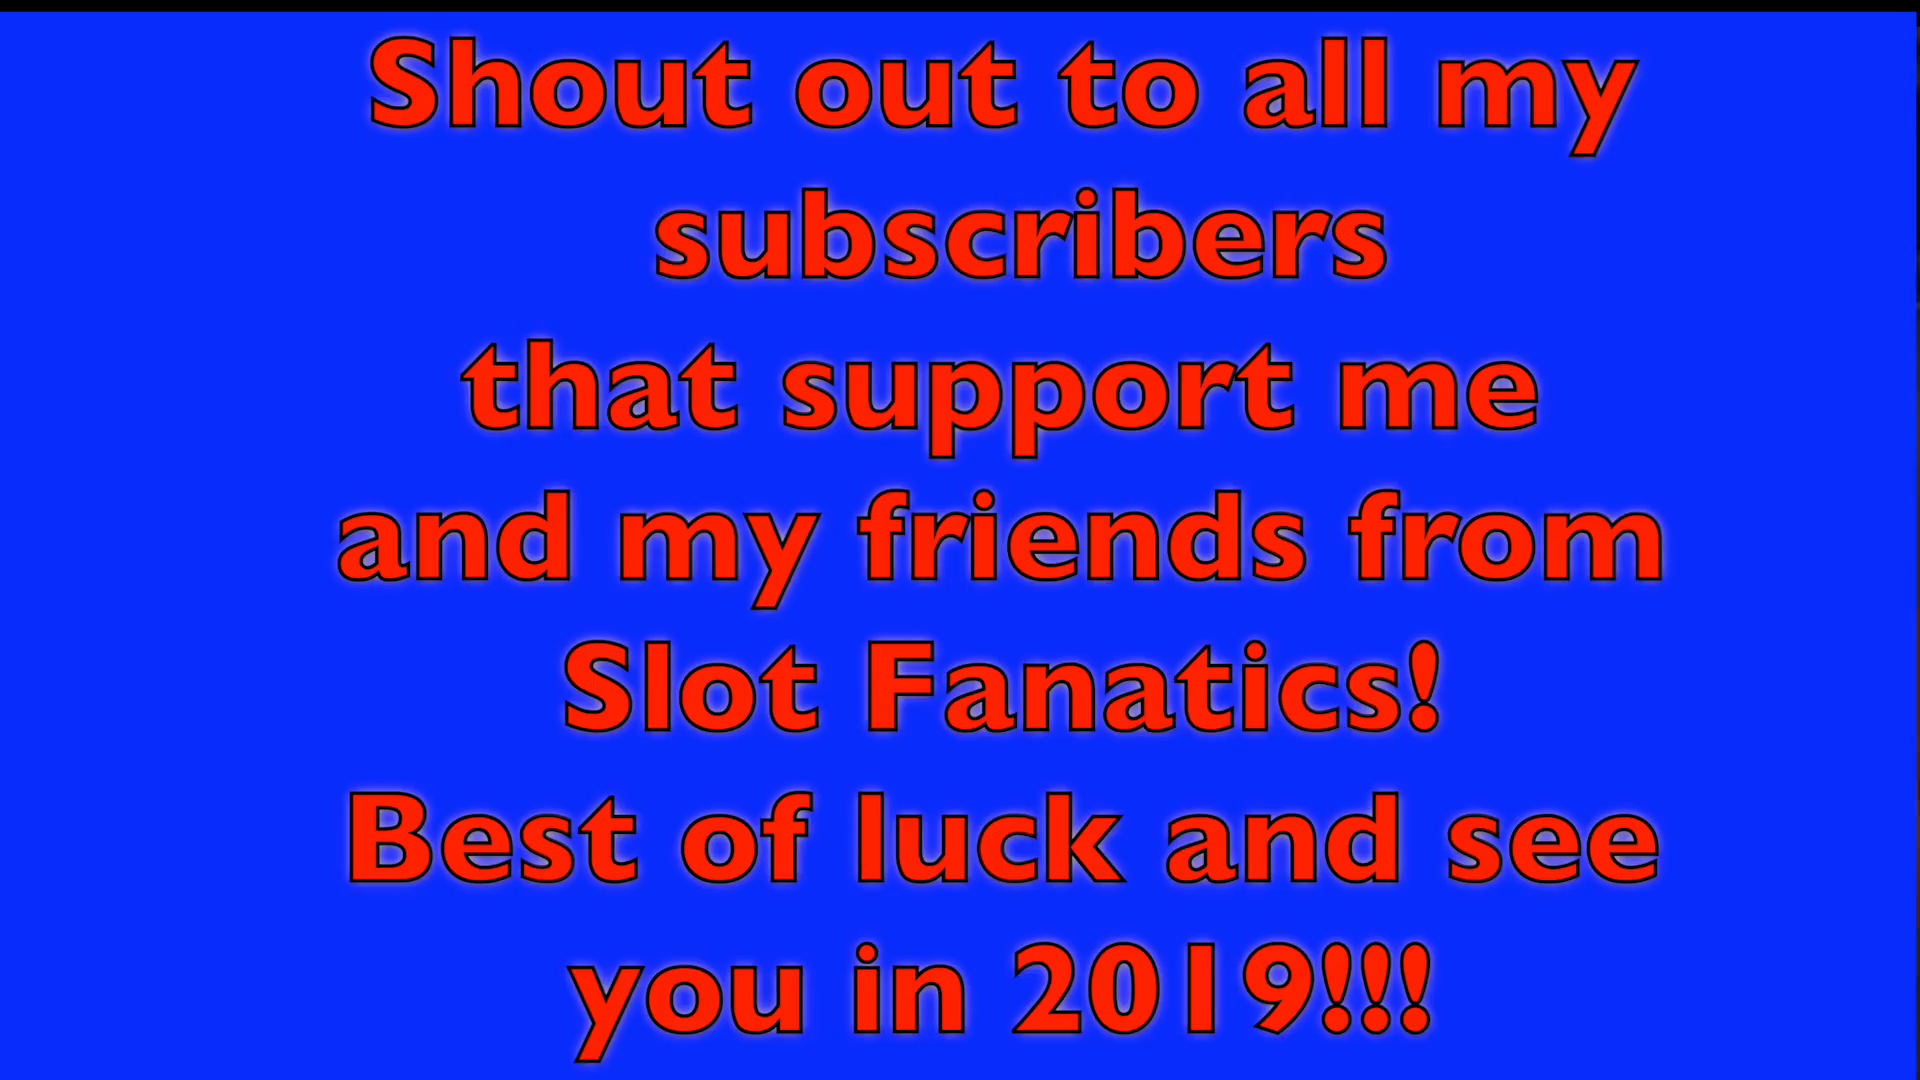 Shout out to all my
subscribers
that support me
and my friends from
Slot Fanatics!
Best of luck and see
you in 2019!!!